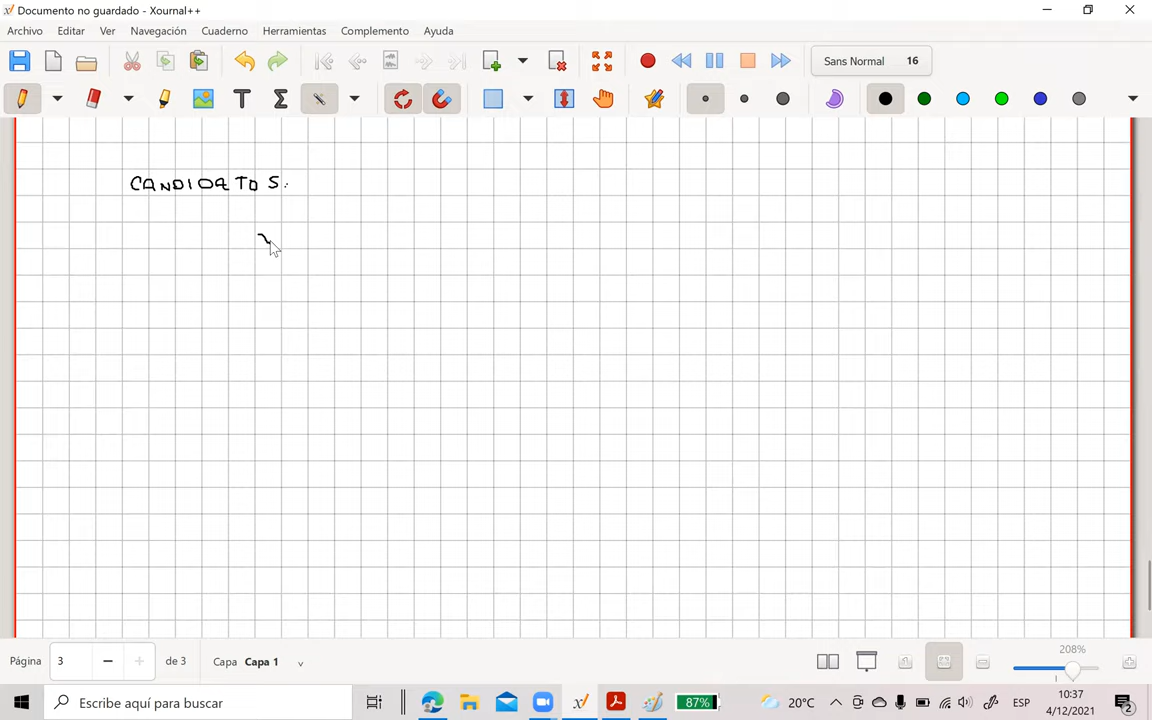 Documento no guardado - Xournal++
Archivo Editar Ver Navegación Cuaderno Herramientas Complemento Ayuda
Sans Normal 16
CANDIDATOS:
Página 3 de 3 Capa Capa 1 208%
Escribe aquí para buscar 87% 20°C ESP 10:37
4/12/2021 2